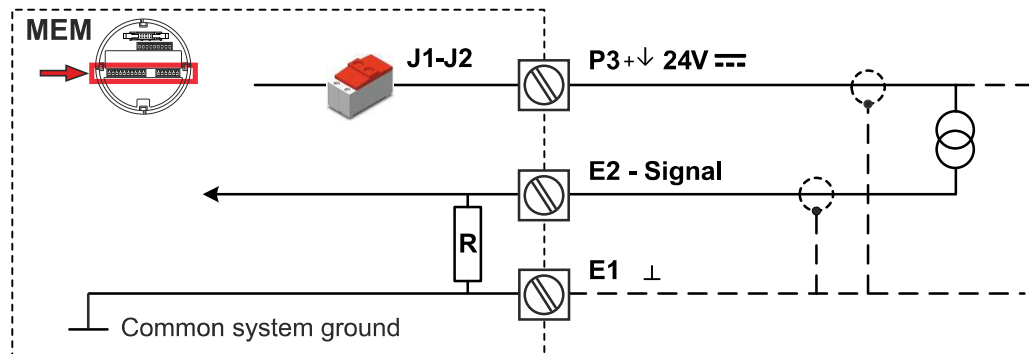 MEM
J1-J2
P3+↓ 24V ⎓
E2 - Signal
R
E1 ⊥
Common system ground